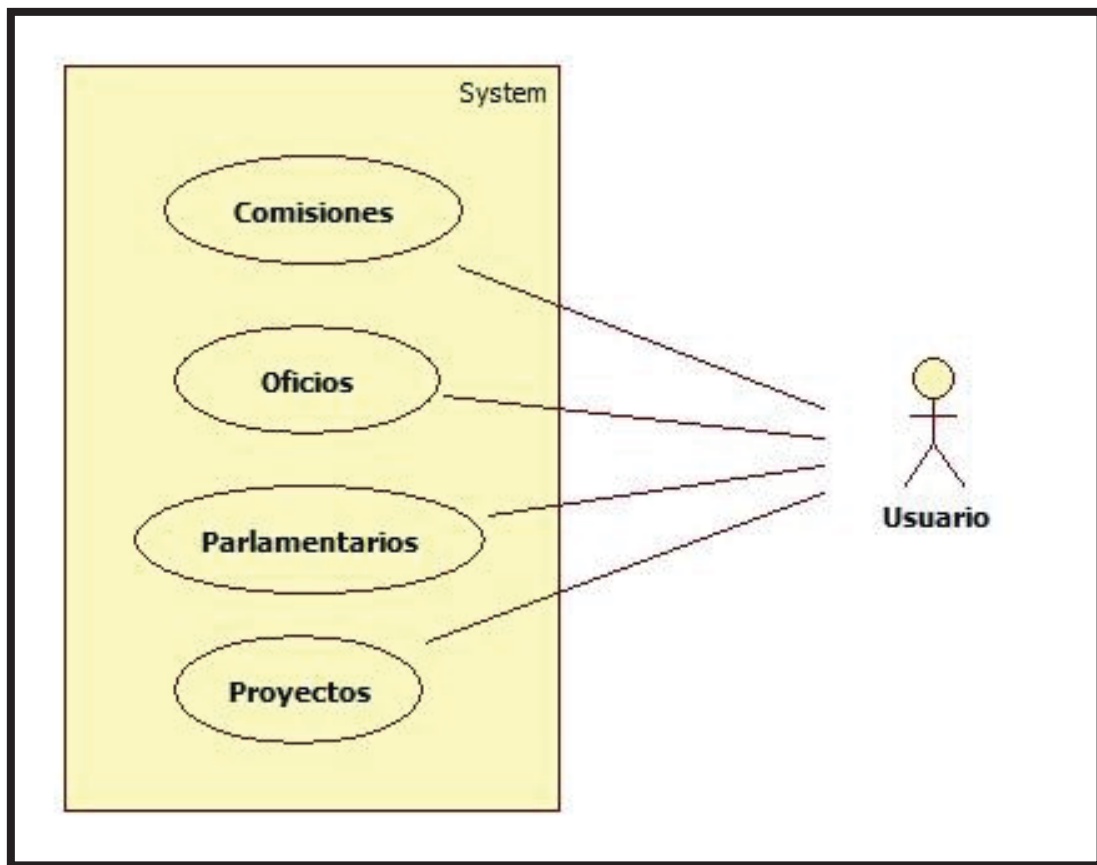 System
Comisiones
Oficios
Parlamentarios
Proyectos
Usuario